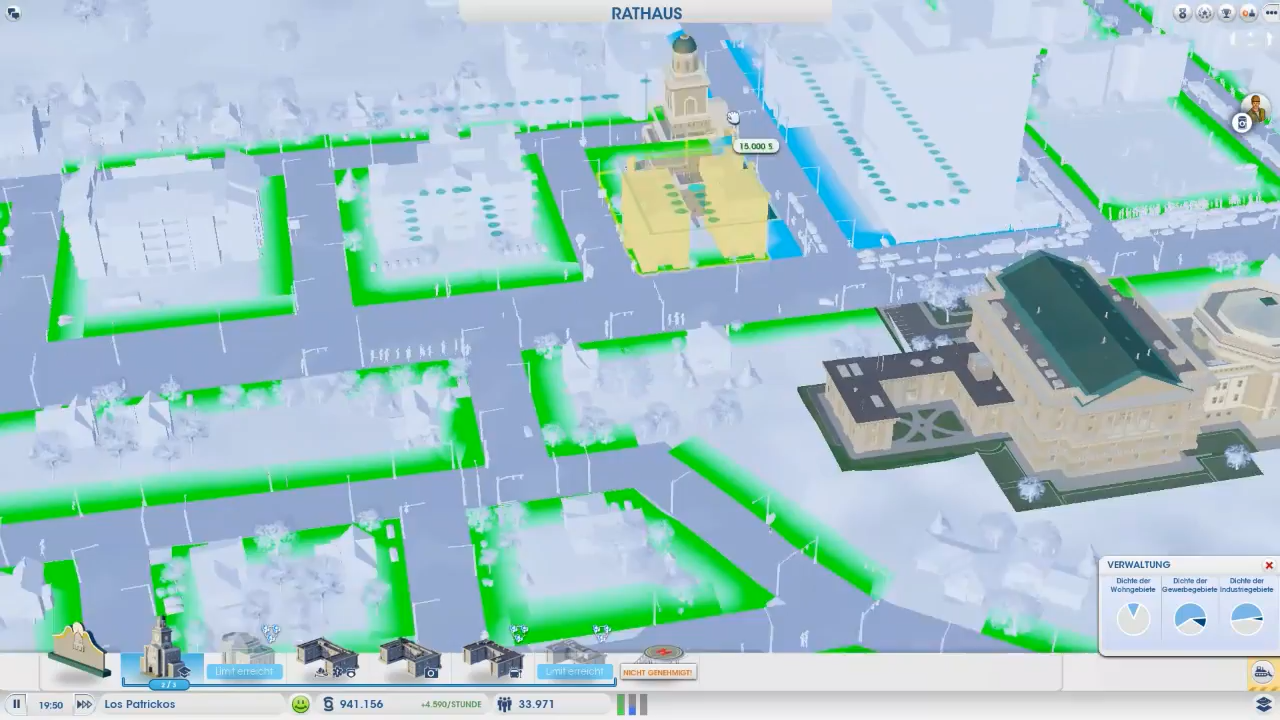 RATHAUS
15.000 $
VERWALTUNG
Dichte der Wohngebiete
Dichte der Gewerbegebiete
Dichte der Industriegebiete
Limit erreicht
Limit erreicht
NICHT GENEHMIGT!
2 / 3
19:50
Los Patrickos
941.156
+4.590/STUNDE
33.971